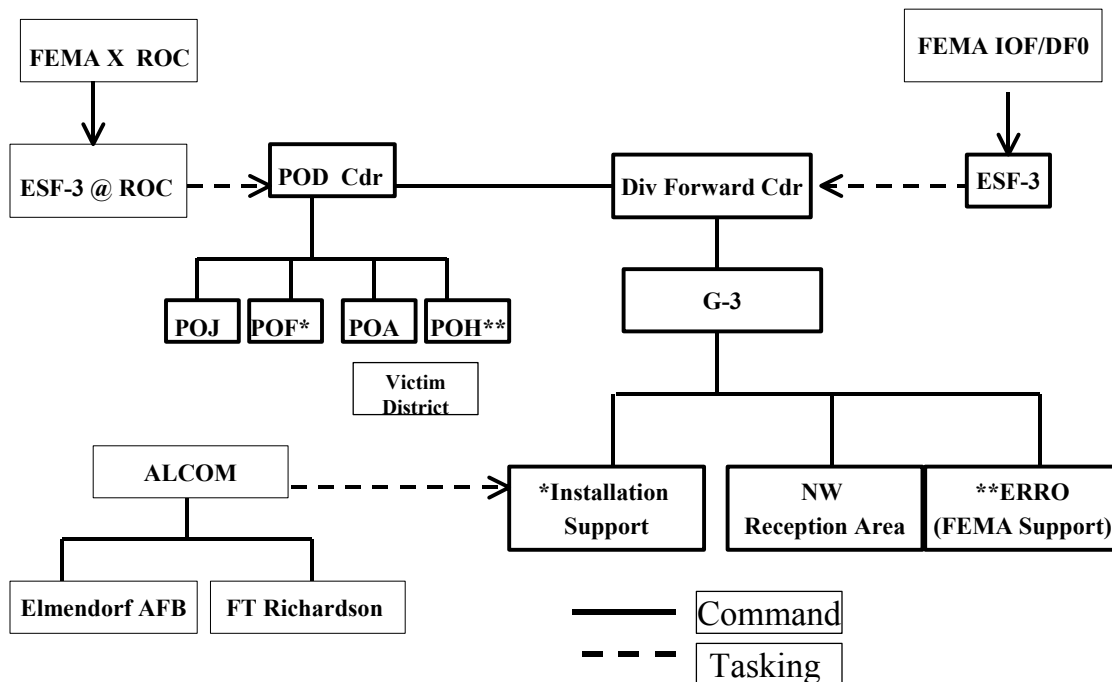 FEMA X ROC
FEMA IOF/DF0
ESF-3 @ ROC
POD Cdr
Div Forward Cdr
ESF-3
G-3
POJ
POF*
POA
POH**
Victim
District
ALCOM
*Installation
Support
NW
Reception Area
**ERRO
(FEMA Support)
Elmendorf AFB
FT Richardson
Command
Tasking